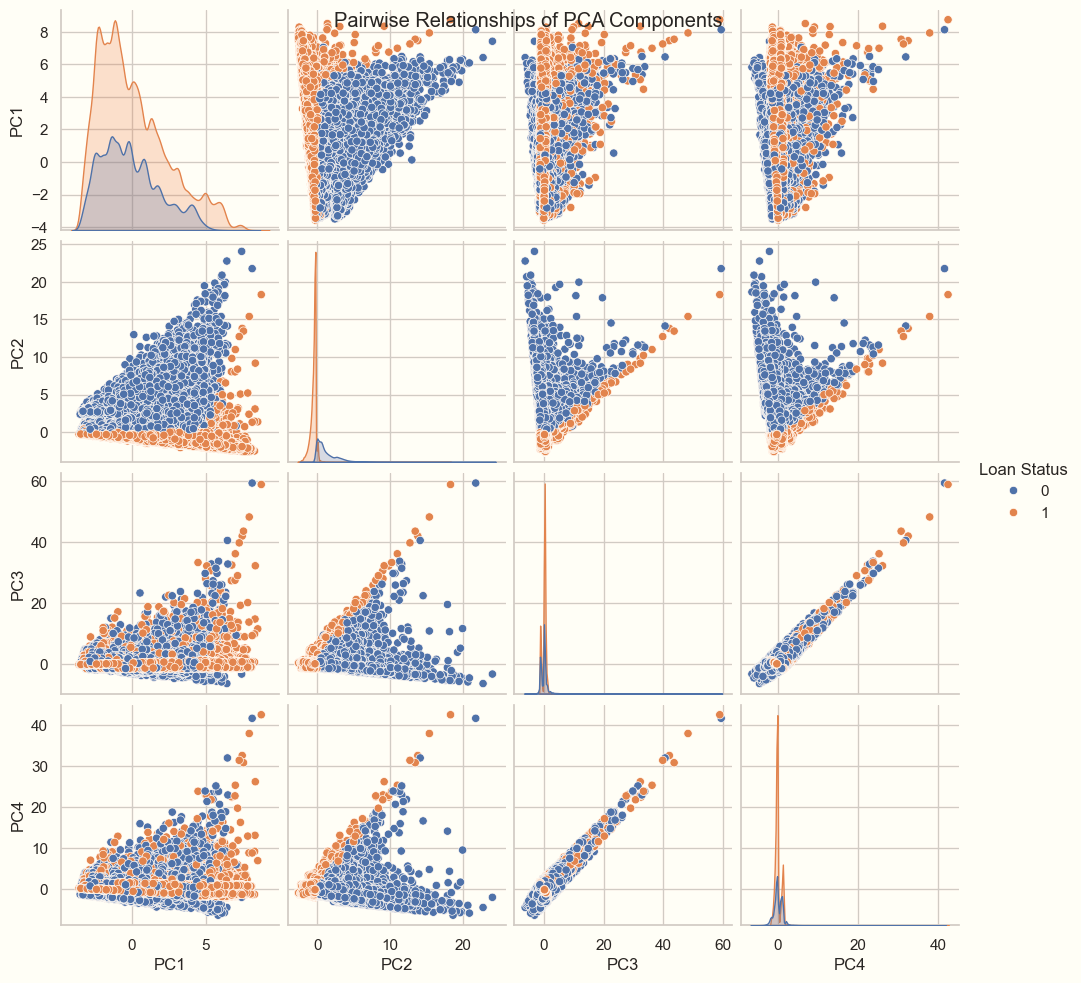 Pairwise Relationships of PCA Components
8
6
4
2
0
−2
−4
PC1
25
20
15
10
5
0
PC2
Loan Status
0
1
60
40
20
0
PC3
40
30
20
10
0
PC4
0 5
0 10 20
0 20 40 60
0 20 40
PC1 PC2 PC3 PC4